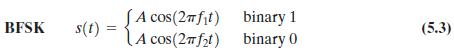 BFSK s(t) = { A cos(2πf₁t) binary 1
A cos(2πf₂t) binary 0 (5.3)